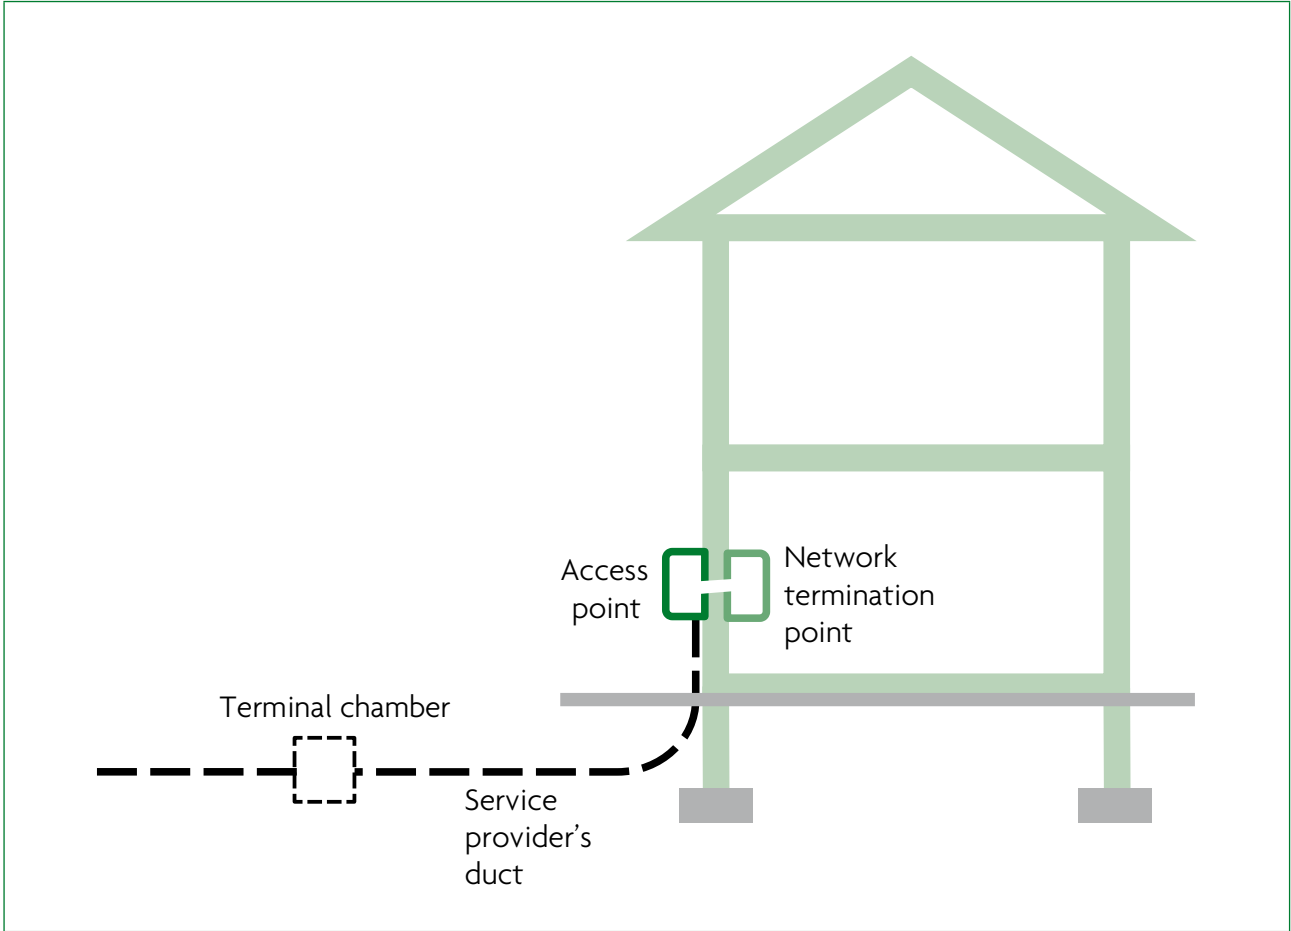 Access
point
Network
termination
point
Terminal chamber
Service
provider’s
duct